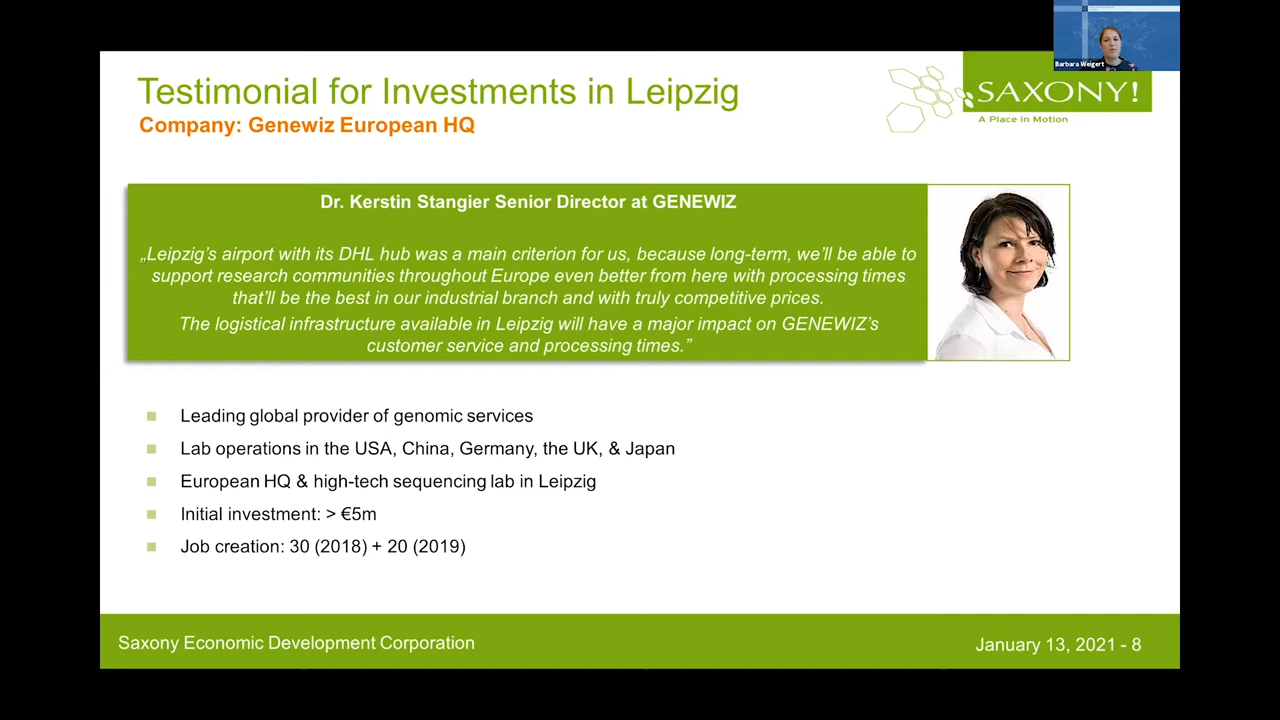 Barbara Weigert
Testimonial for Investments in Leipzig
Company: Genewiz European HQ
SAXONY!
A Place in Motion
Dr. Kerstin Stangier Senior Director at GENEWIZ
„Leipzig's airport with its DHL hub was a main criterion for us, because long-term, we'll be able to
support research communities throughout Europe even better from here with processing times
that'll be the best in our industrial branch and with truly competitive prices.
The logistical infrastructure available in Leipzig will have a major impact on GENEWIZ's
customer service and processing times.”
Leading global provider of genomic services
Lab operations in the USA, China, Germany, the UK, & Japan
European HQ & high-tech sequencing lab in Leipzig
Initial investment: > €5m
Job creation: 30 (2018) + 20 (2019)
Saxony Economic Development Corporation
January 13, 2021 - 8